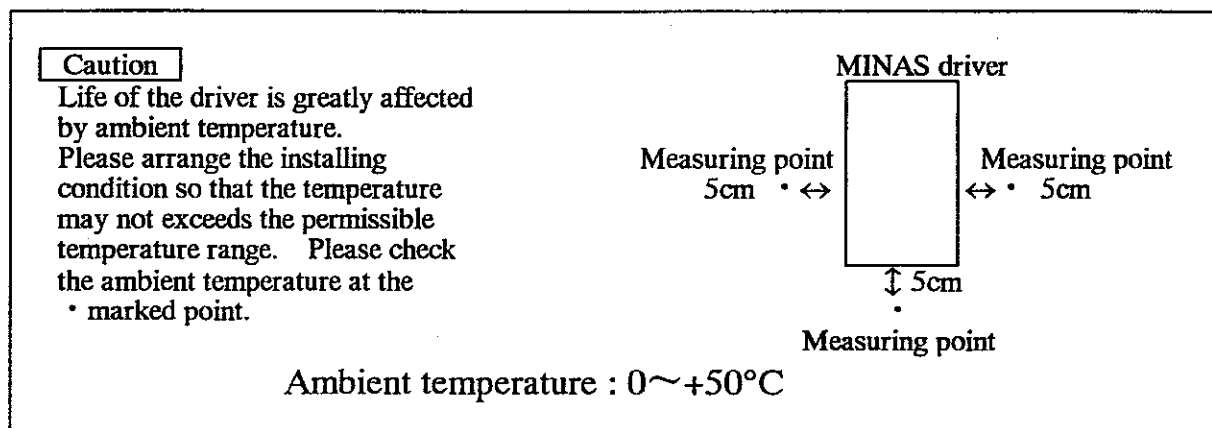 Caution
Life of the driver is greatly affected
by ambient temperature.
Please arrange the installing
condition so that the temperature
may not exceeds the permissible
temperature range. Please check
the ambient temperature at the
・marked point.
MINAS driver
Measuring point
5cm ・ ↔
Measuring point
↔ ・ 5cm
↕ 5cm
・
Measuring point
Ambient temperature : 0～+50°C